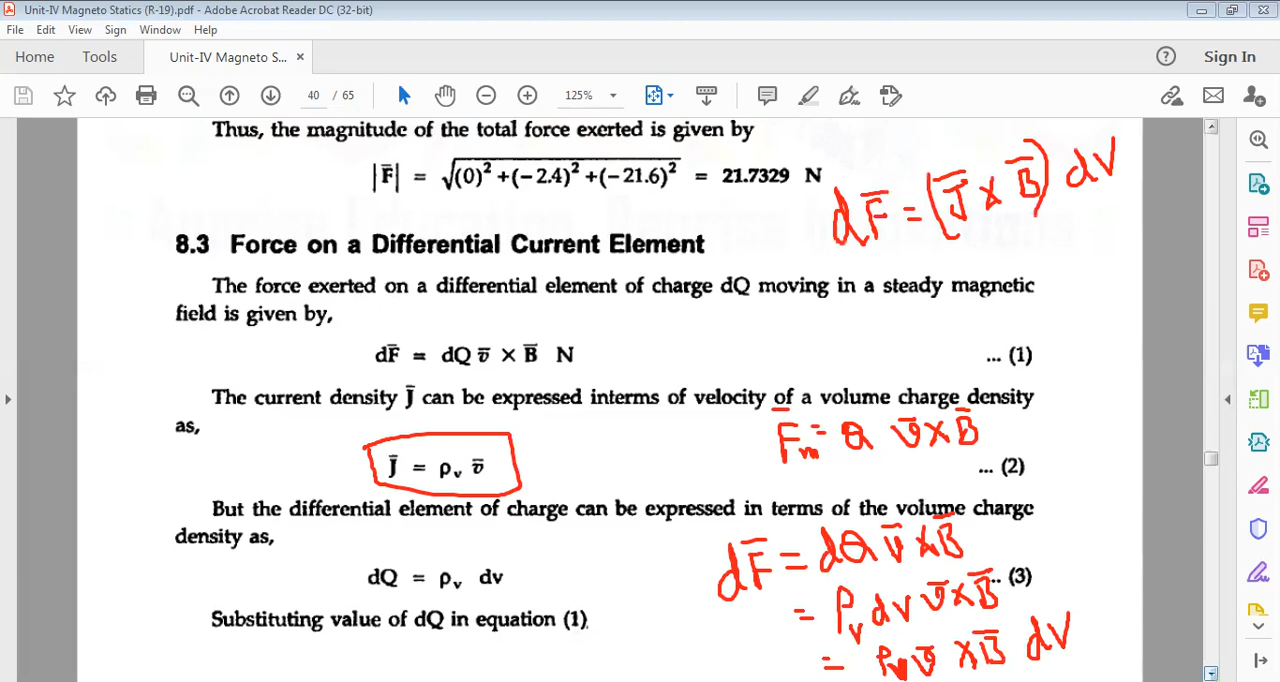 Unit-IV Magneto Statics (R-19).pdf - Adobe Acrobat Reader DC (32-bit)
File Edit View Sign Window Help
Home Tools Unit-IV Magneto S... × Sign In
40 / 65 125%
Thus, the magnitude of the total force exerted is given by
|F̄| = √(0)² +(−2.4)² +(−21.6)² = 21.7329 N
dF̄ = (J̄ × B̄) dV
8.3 Force on a Differential Current Element
The force exerted on a differential element of charge dQ moving in a steady magnetic
field is given by,
dF̄ = dQ v̄ × B̄ N ... (1)
The current density J̄ can be expressed interms of velocity of a volume charge density
as,
F̄m = Q v̄ × B̄
J̄ = ρv v̄ ... (2)
But the differential element of charge can be expressed in terms of the volume charge
density as,
dF̄ = dQ v̄ × B̄
dQ = ρv dv ... (3)
= ρv dv v̄ × B̄
Substituting value of dQ in equation (1)
= ρv v̄ × B̄ dV